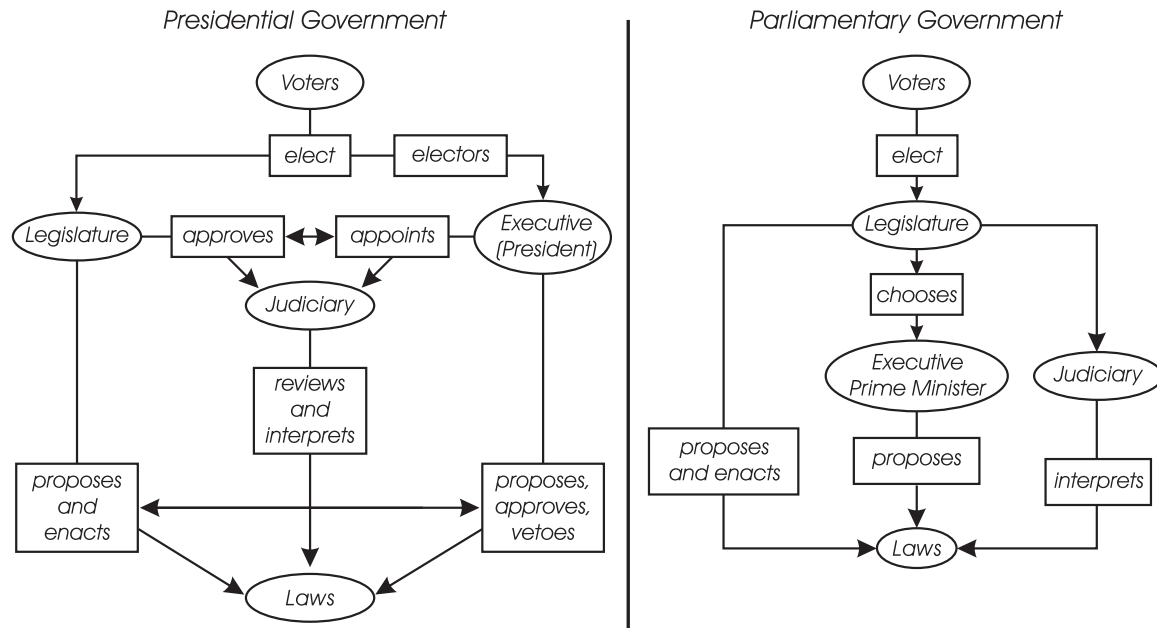 Presidential Government
Voters
elect
electors
Legislature
approves
appoints
Executive
(President)
Judiciary
reviews
and
interprets
proposes
and
enacts
proposes,
approves,
vetoes
Laws
Parliamentary Government
Voters
elect
Legislature
chooses
Executive
Prime Minister
Judiciary
proposes
and enacts
proposes
interprets
Laws